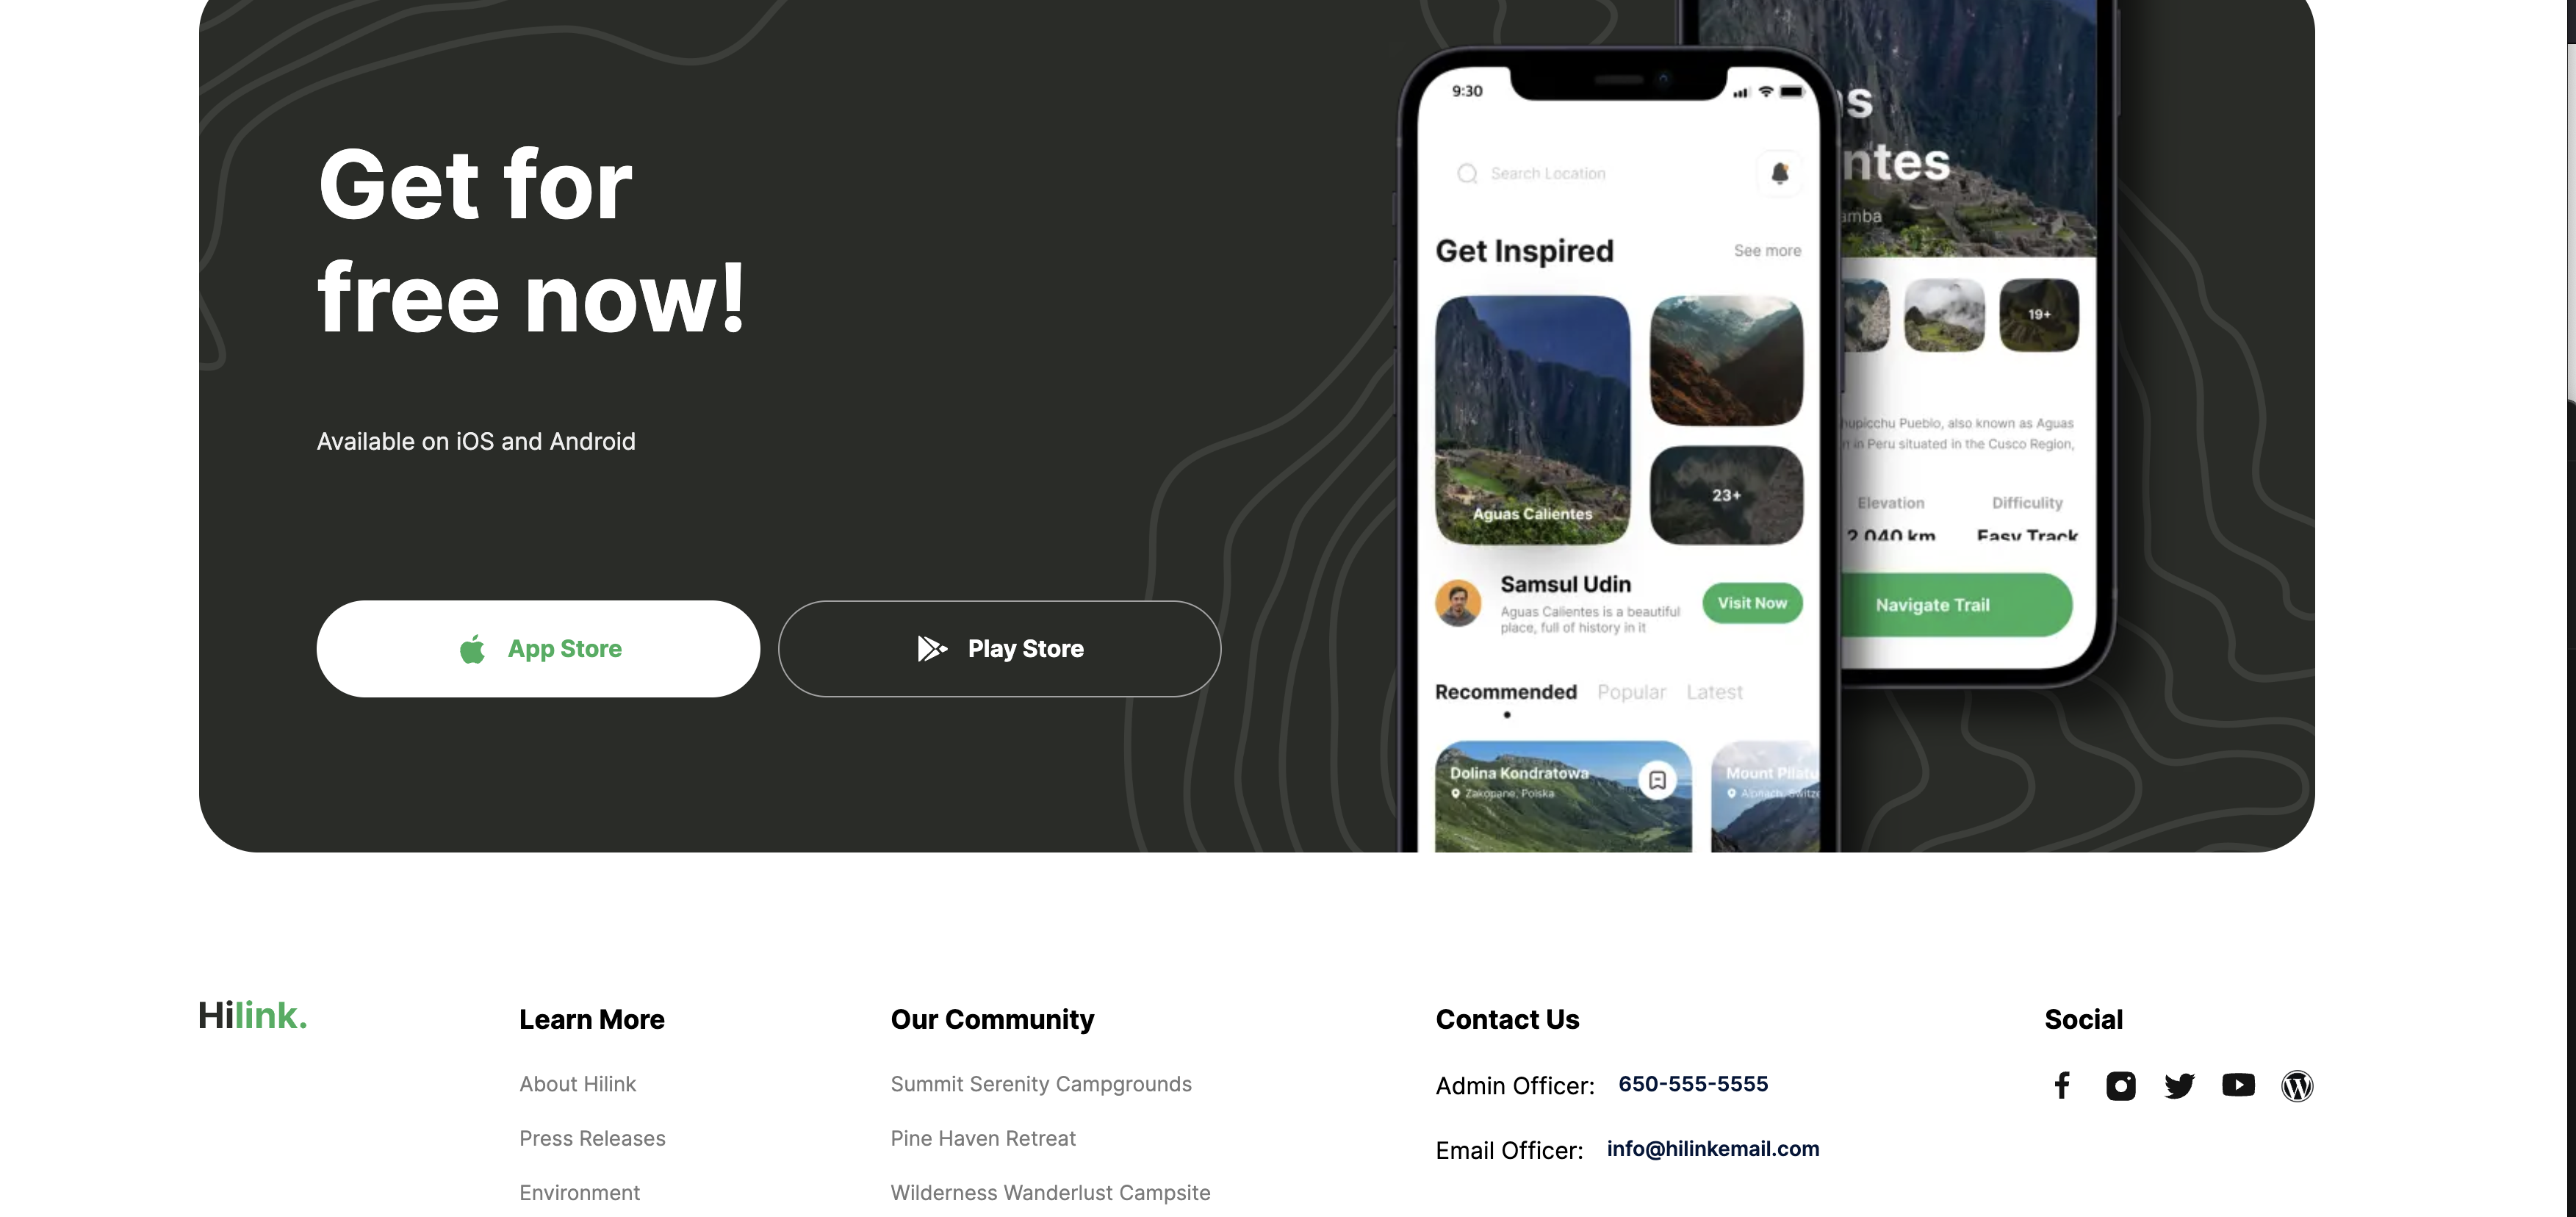 Get for
free now!
Available on iOS and Android
App Store
Play Store
9:30
Search Location
Get Inspired
See more
Aguas Calientes
23+
Samsul Udin
Aguas Calientes is a beautiful
place, full of history in it
Visit Now
Recommended
Popular
Latest
Dolina Kondratowa
Zakopane, Polska
Mount Pilatu
s
ntes
amba
19+
hupicchu Pueblo, also known as Aguas
in Peru situated in the Cusco Region,
Elevation
Difficulity
2.040 km
Easy Track
Navigate Trail
Hilink.
Learn More
About Hilink
Press Releases
Environment
Our Community
Summit Serenity Campgrounds
Pine Haven Retreat
Wilderness Wanderlust Campsite
Contact Us
Admin Officer: 650-555-5555
Email Officer: info@hilinkemail.com
Social